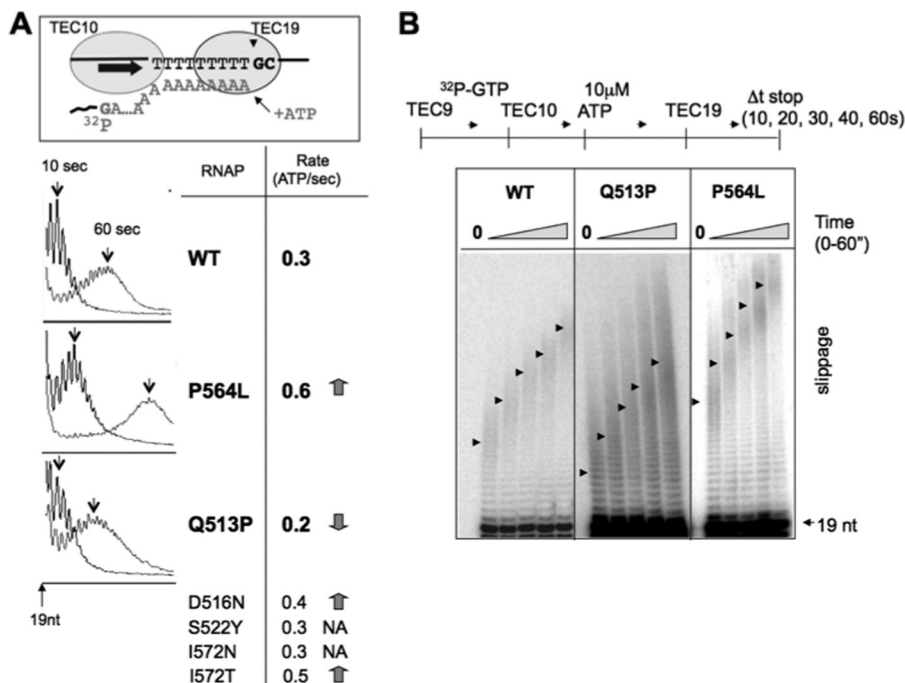 A
TEC10 TEC19
TTTTTTTTT GC
AAAAAAAAA
A
A
GA...A
32P
+ATP
10 sec
60 sec
RNAP Rate
(ATP/sec)
WT 0.3
P564L 0.6
Q513P 0.2
19nt
D516N 0.4
S522Y 0.3 NA
I572N 0.3 NA
I572T 0.5
B
32P-GTP 10μM
TEC9 TEC10 ATP TEC19 Δt stop
(10, 20, 30, 40, 60s)
WT Q513P P564L
0 0 0 Time
(0-60")
slippage
19 nt